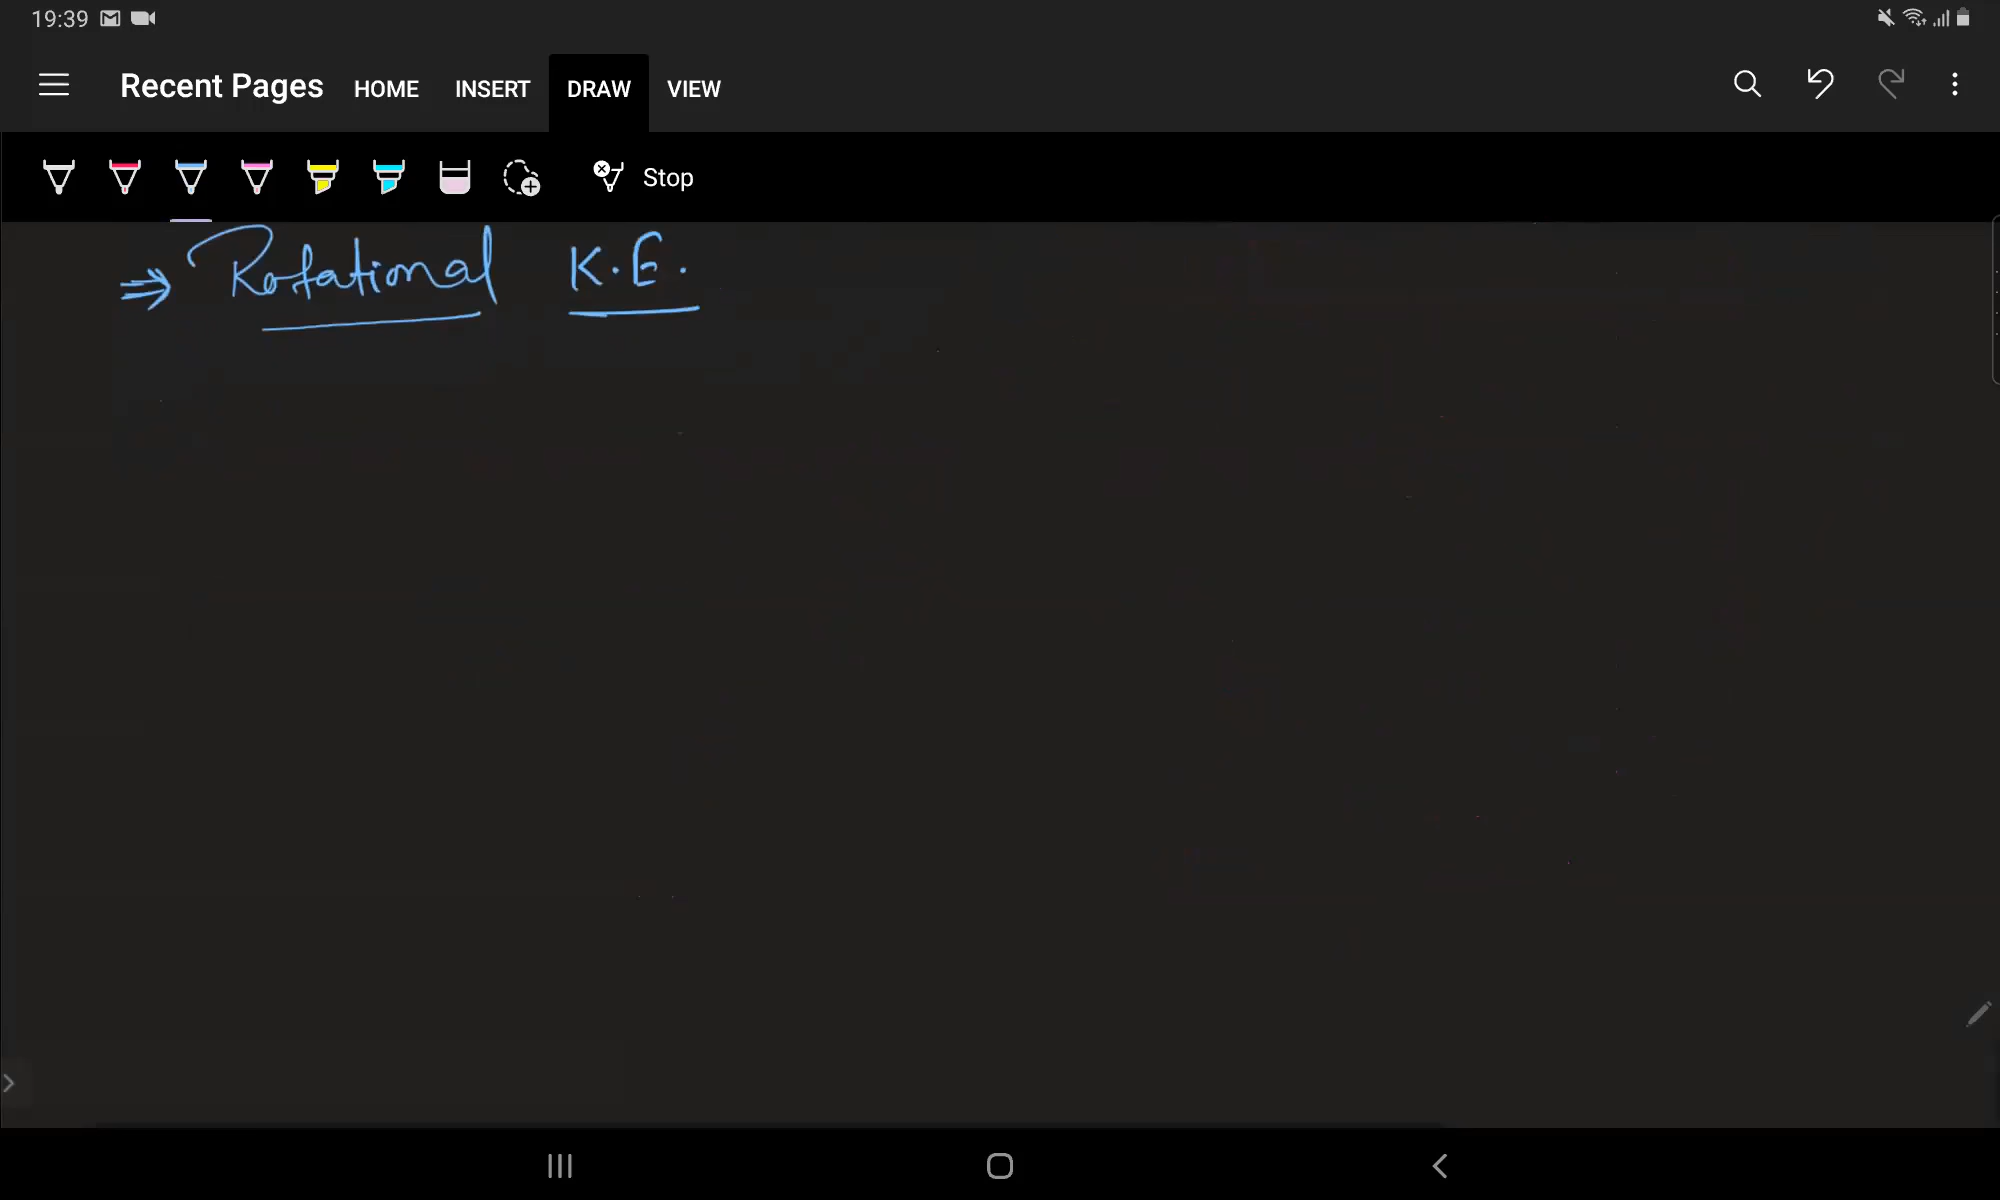 19:39
Recent Pages HOME INSERT DRAW VIEW
Stop
⇒ Rotational K.E.